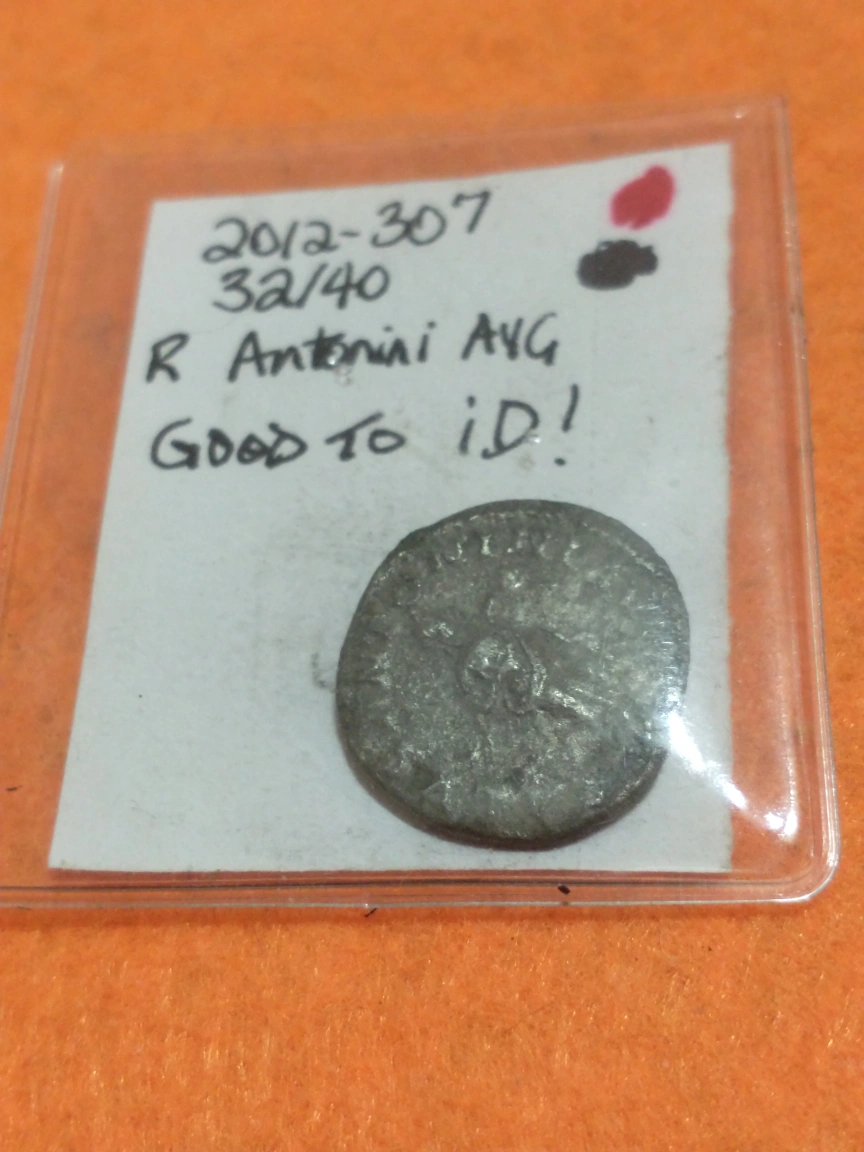 2012-307
32/40
R Antonini AVG
GOOD TO iD!